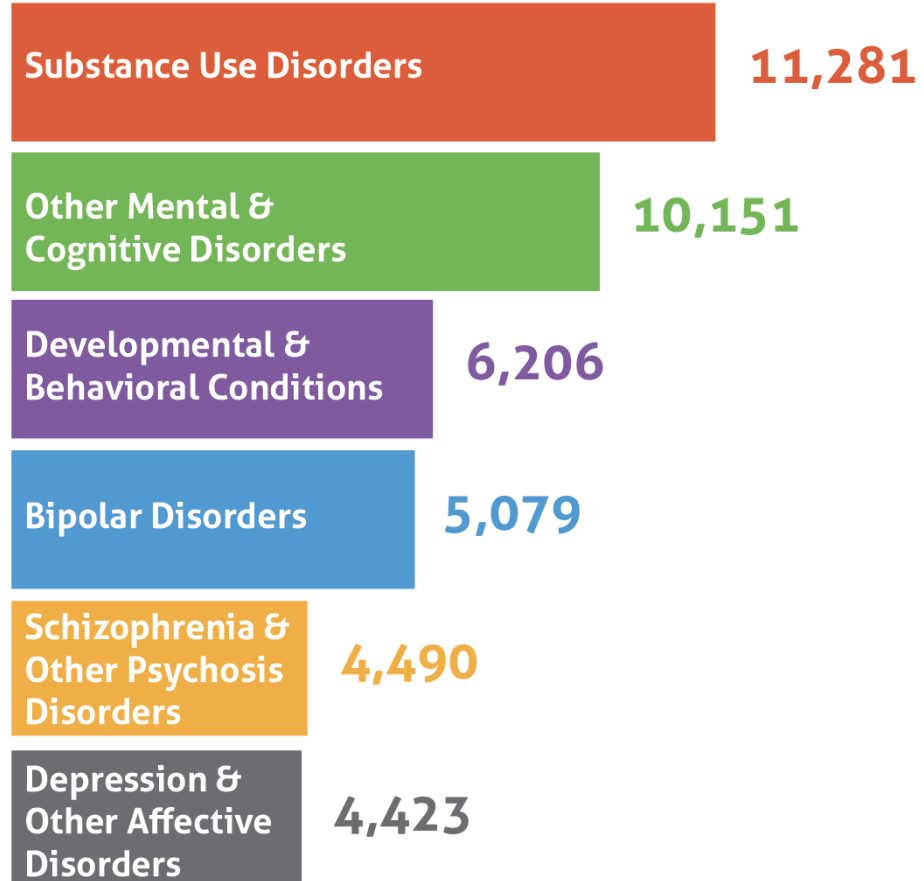 Substance Use Disorders
11,281
Other Mental &
Cognitive Disorders
10,151
Developmental &
Behavioral Conditions
6,206
Bipolar Disorders
5,079
Schizophrenia &
Other Psychosis
Disorders
4,490
Depression &
Other Affective
Disorders
4,423